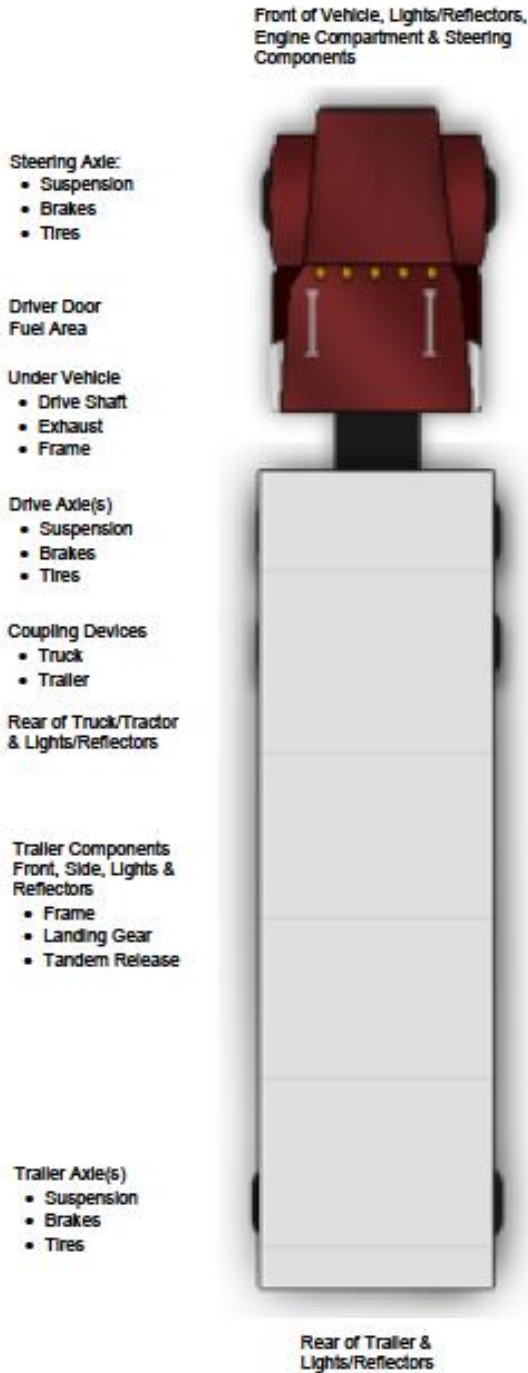 Front of Vehicle, Lights/Reflectors,
Engine Compartment & Steering
Components
Steering Axle:
• Suspension
• Brakes
• Tires
Driver Door
Fuel Area
Under Vehicle
• Drive Shaft
• Exhaust
• Frame
Drive Axle(s)
• Suspension
• Brakes
• Tires
Coupling Devices
• Truck
• Trailer
Rear of Truck/Tractor
& Lights/Reflectors
Trailer Components
Front, Side, Lights &
Reflectors
• Frame
• Landing Gear
• Tandem Release
Trailer Axle(s)
• Suspension
• Brakes
• Tires
Rear of Trailer &
Lights/Reflectors